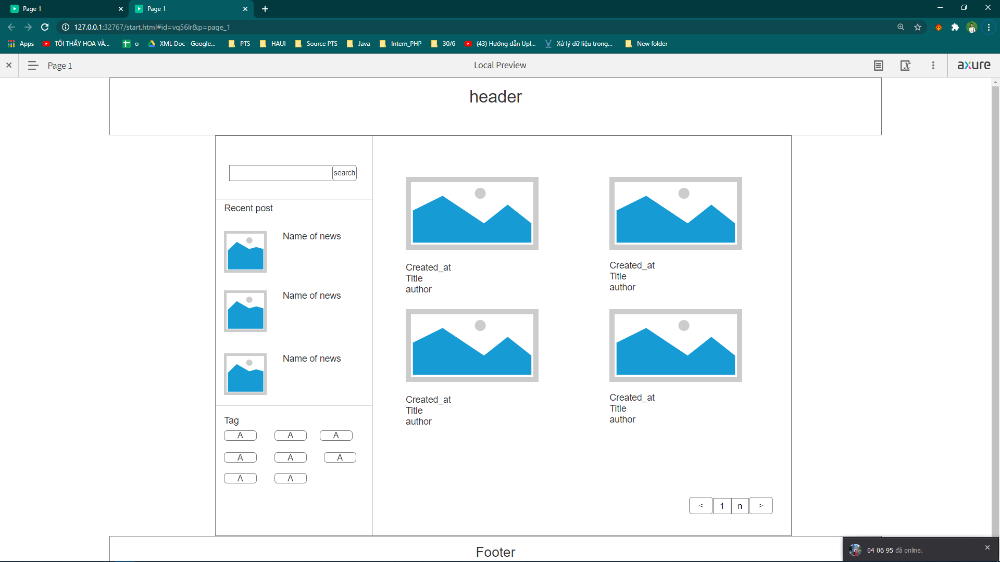 Page 1
Page 1
127.0.0.1:32767/start.html#id=vq56lr&p=page_1
Apps
TÔI THẤY HOA VÀ...
o
XML Doc - Google...
PTS
HAUI
Source PTS
Java
Intern_PHP
30/6
(43) Hướng dẫn Upl...
Xử lý dữ liệu trong...
New folder
Page 1
Local Preview
axure
header
search
Recent post
Name of news
Name of news
Name of news
Tag
A A A
A A A
A A
Created_at
Title
author
Created_at
Title
author
Created_at
Title
author
Created_at
Title
author
< 1 n >
Footer
04 06 95 đã online.